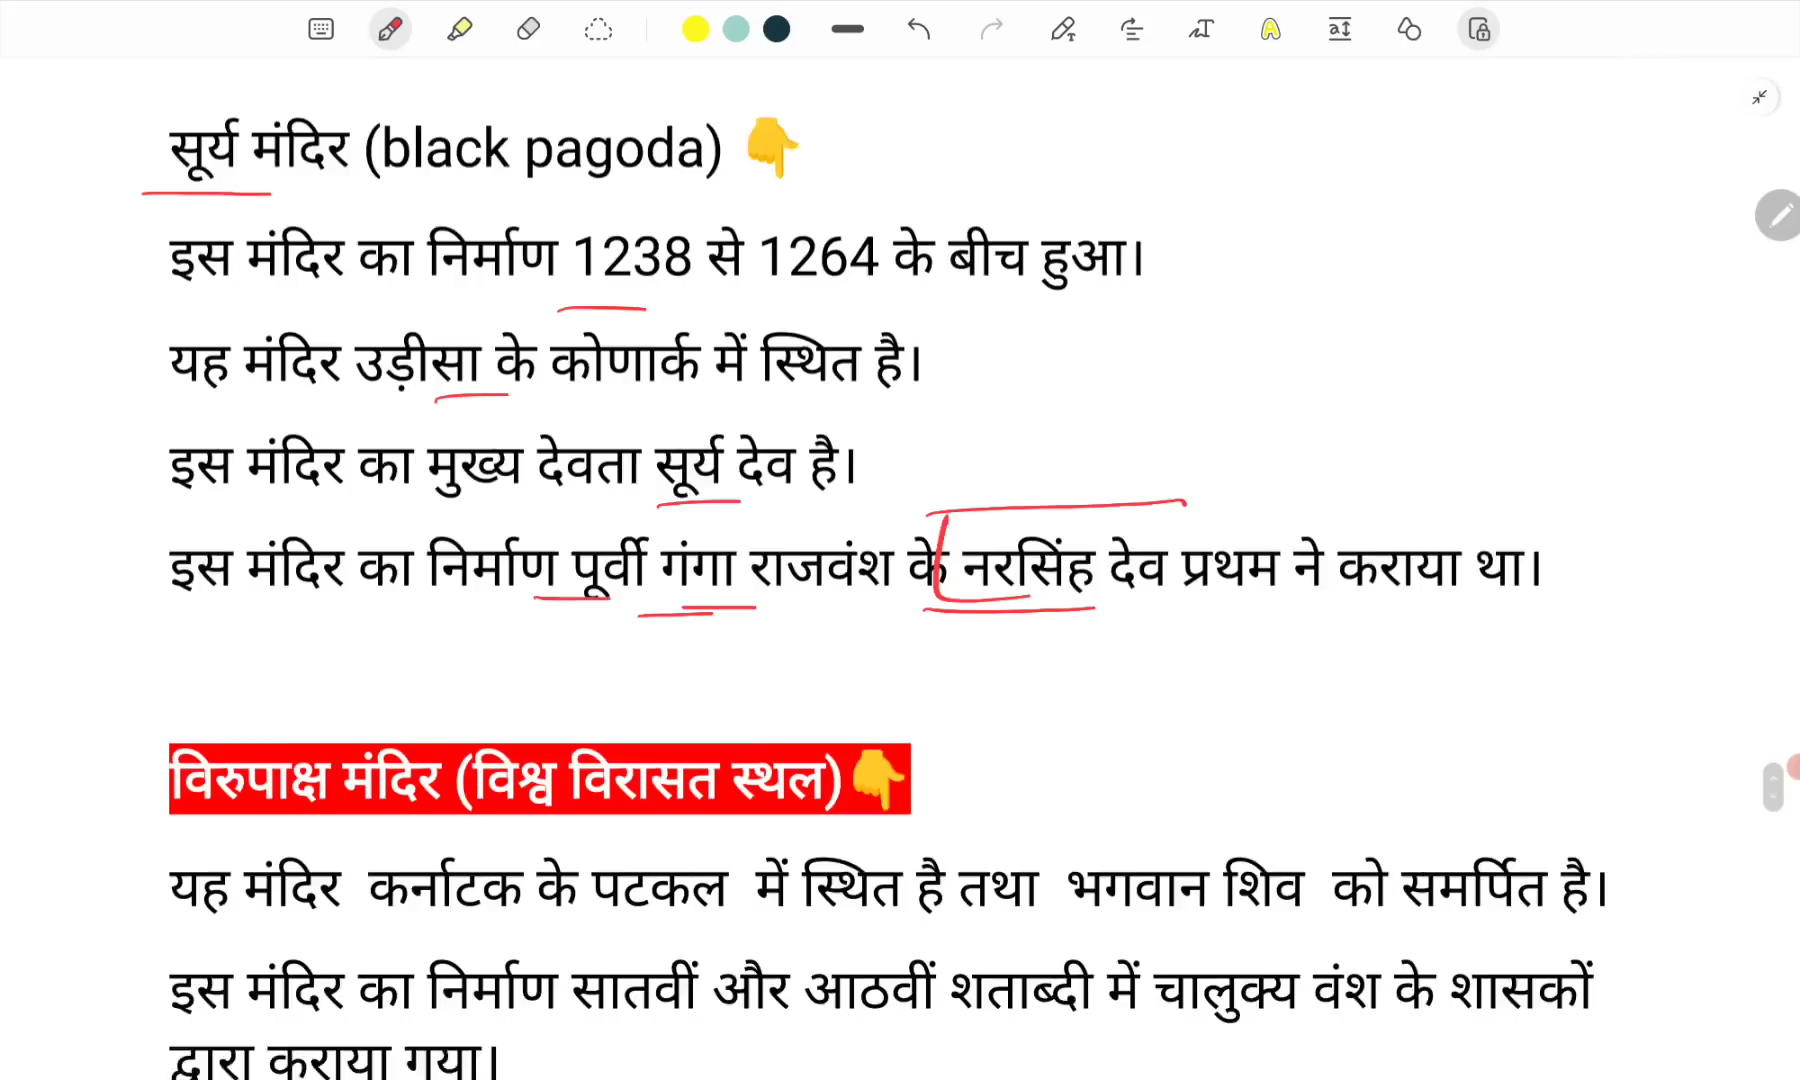 सूर्य मंदिर (black pagoda) 👇
इस मंदिर का निर्माण 1238 से 1264 के बीच हुआ।
यह मंदिर उड़ीसा के कोणार्क में स्थित है।
इस मंदिर का मुख्य देवता सूर्य देव है।
इस मंदिर का निर्माण पूर्वी गंगा राजवंश के नरसिंह देव प्रथम ने कराया था।
विरुपाक्ष मंदिर (विश्व विरासत स्थल)👇
यह मंदिर कर्नाटक के पटकल में स्थित है तथा भगवान शिव को समर्पित है।
इस मंदिर का निर्माण सातवीं और आठवीं शताब्दी में चालुक्य वंश के शासकों
द्वारा कराया गया।